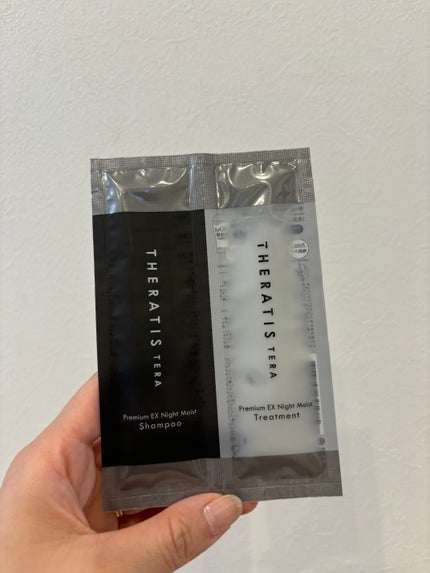 THERATIS TERA
Premium EX Night Moist
Shampoo
THERATIS TERA
Premium EX Night Moist
Treatment